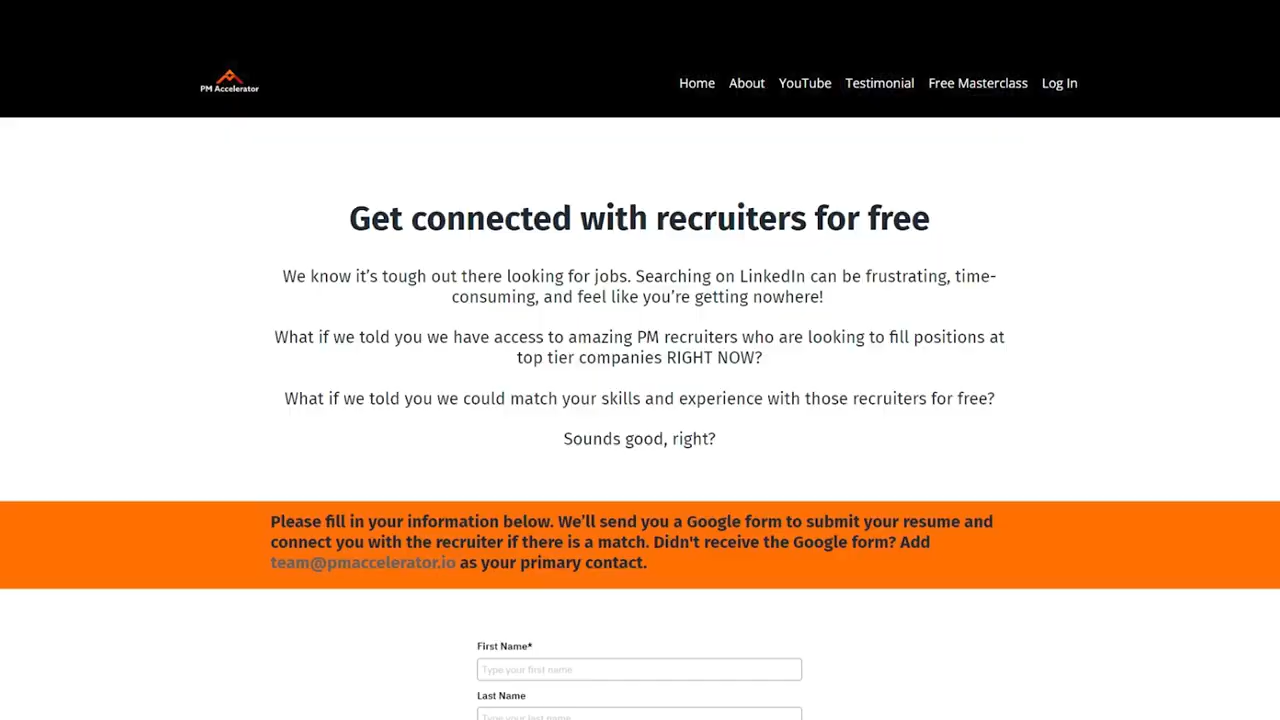 PM Accelerator
Home About YouTube Testimonial Free Masterclass Log In
Get connected with recruiters for free
We know it’s tough out there looking for jobs. Searching on LinkedIn can be frustrating, time-
consuming, and feel like you’re getting nowhere!
What if we told you we have access to amazing PM recruiters who are looking to fill positions at
top tier companies RIGHT NOW?
What if we told you we could match your skills and experience with those recruiters for free?
Sounds good, right?
Please fill in your information below. We’ll send you a Google form to submit your resume and
connect you with the recruiter if there is a match. Didn't receive the Google form? Add
team@pmaccelerator.io as your primary contact.
First Name*
Type your first name
Last Name
Type your last name